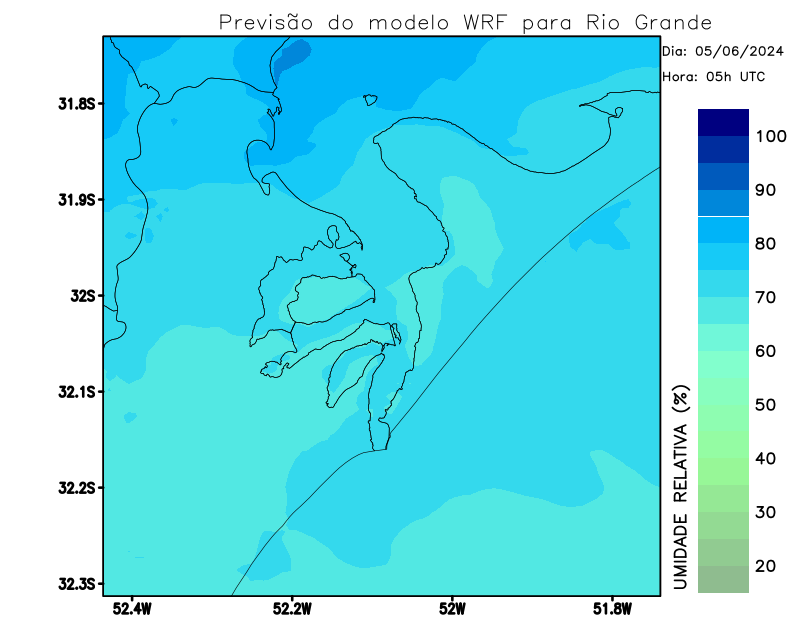 Previsão do modelo WRF para Rio Grande
Dia: 05/06/2024
Hora: 05h UTC
31.8S
31.9S
32S
32.1S
32.2S
32.3S
52.4W
52.2W
52W
51.8W
100
90
80
70
60
50
40
30
20
UMIDADE RELATIVA (%)